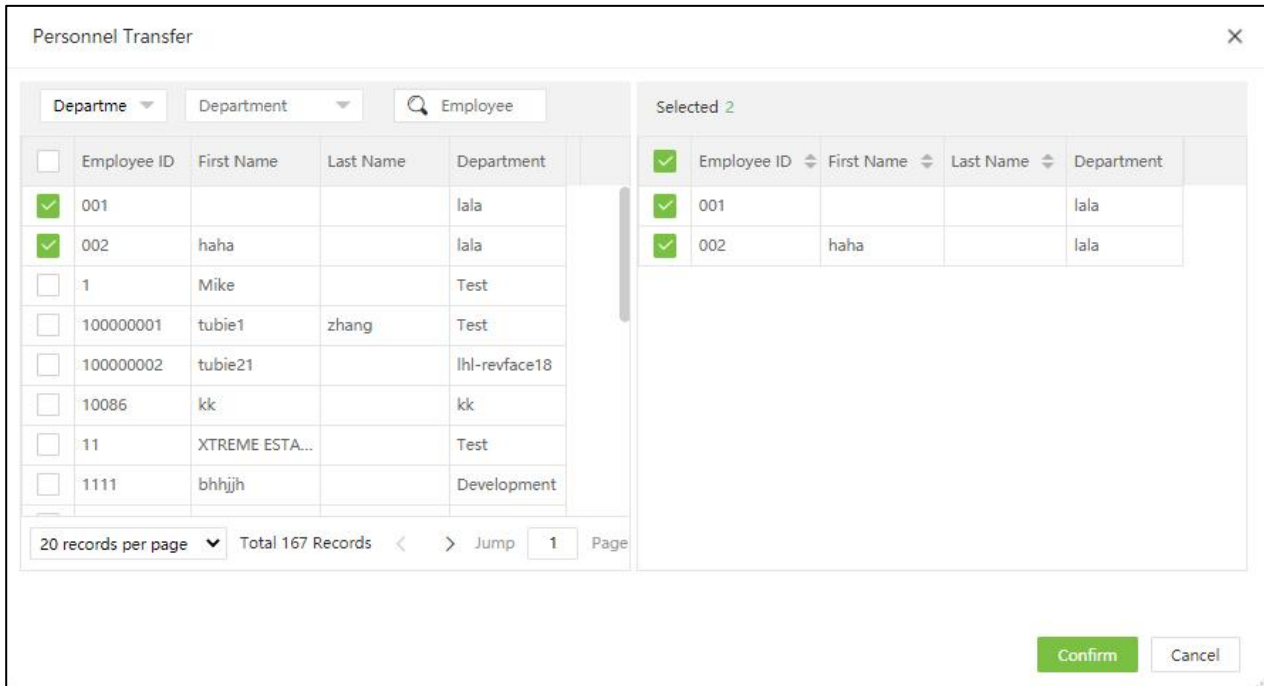 Personnel Transfer
Departme Department Employee
Employee ID First Name Last Name Department
001 lala
002 haha lala
1 Mike Test
100000001 tubie1 zhang Test
100000002 tubie21 lhl-revface18
10086 kk kk
11 XTREME ESTA... Test
1111 bhhjjh Development
20 records per page Total 167 Records < > Jump 1 Page
Selected 2
Employee ID First Name Last Name Department
001 lala
002 haha lala
Confirm Cancel